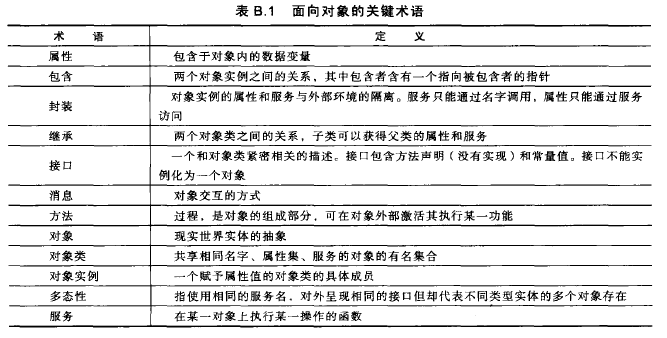 表 B.1 面向对象的关键术语
术 语 定 义
属性 包含于对象内的数据变量
包含 两个对象实例之间的关系，其中包含者含有一个指向被包含者的指针
封装 对象实例的属性和服务与外部环境的隔离。服务只能通过名字调用，属性只能通过服务
访问
继承 两个对象类之间的关系，子类可以获得父类的属性和服务
接口 一个和对象类紧密相关的描述。接口包含方法声明（没有实现）和常量值。接口不能实
例化为一个对象
消息 对象交互的方式
方法 过程，是对象的组成部分，可在对象外部激活其执行某一功能
对象 现实世界实体的抽象
对象类 共享相同名字、属性集、服务的对象的有名集合
对象实例 一个赋予属性值的对象类的具体成员
多态性 指使用相同的服务名，对外呈现相同的接口但却代表不同类型实体的多个对象存在
服务 在某一对象上执行某一操作的函数